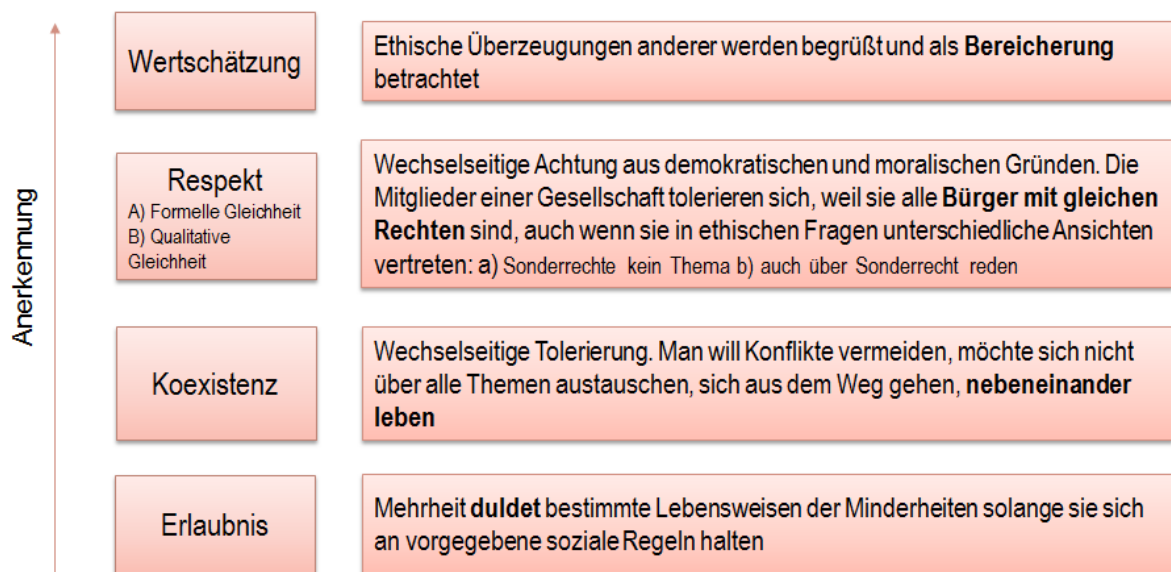 Anerkennung
Wertschätzung
Ethische Überzeugungen anderer werden begrüßt und als Bereicherung
betrachtet
Respekt
A) Formelle Gleichheit
B) Qualitative
Gleichheit
Wechselseitige Achtung aus demokratischen und moralischen Gründen. Die
Mitglieder einer Gesellschaft tolerieren sich, weil sie alle Bürger mit gleichen
Rechten sind, auch wenn sie in ethischen Fragen unterschiedliche Ansichten
vertreten: a) Sonderrechte kein Thema b) auch über Sonderrecht reden
Koexistenz
Wechselseitige Tolerierung. Man will Konflikte vermeiden, möchte sich nicht
über alle Themen austauschen, sich aus dem Weg gehen, nebeneinander
leben
Erlaubnis
Mehrheit duldet bestimmte Lebensweisen der Minderheiten solange sie sich
an vorgegebene soziale Regeln halten